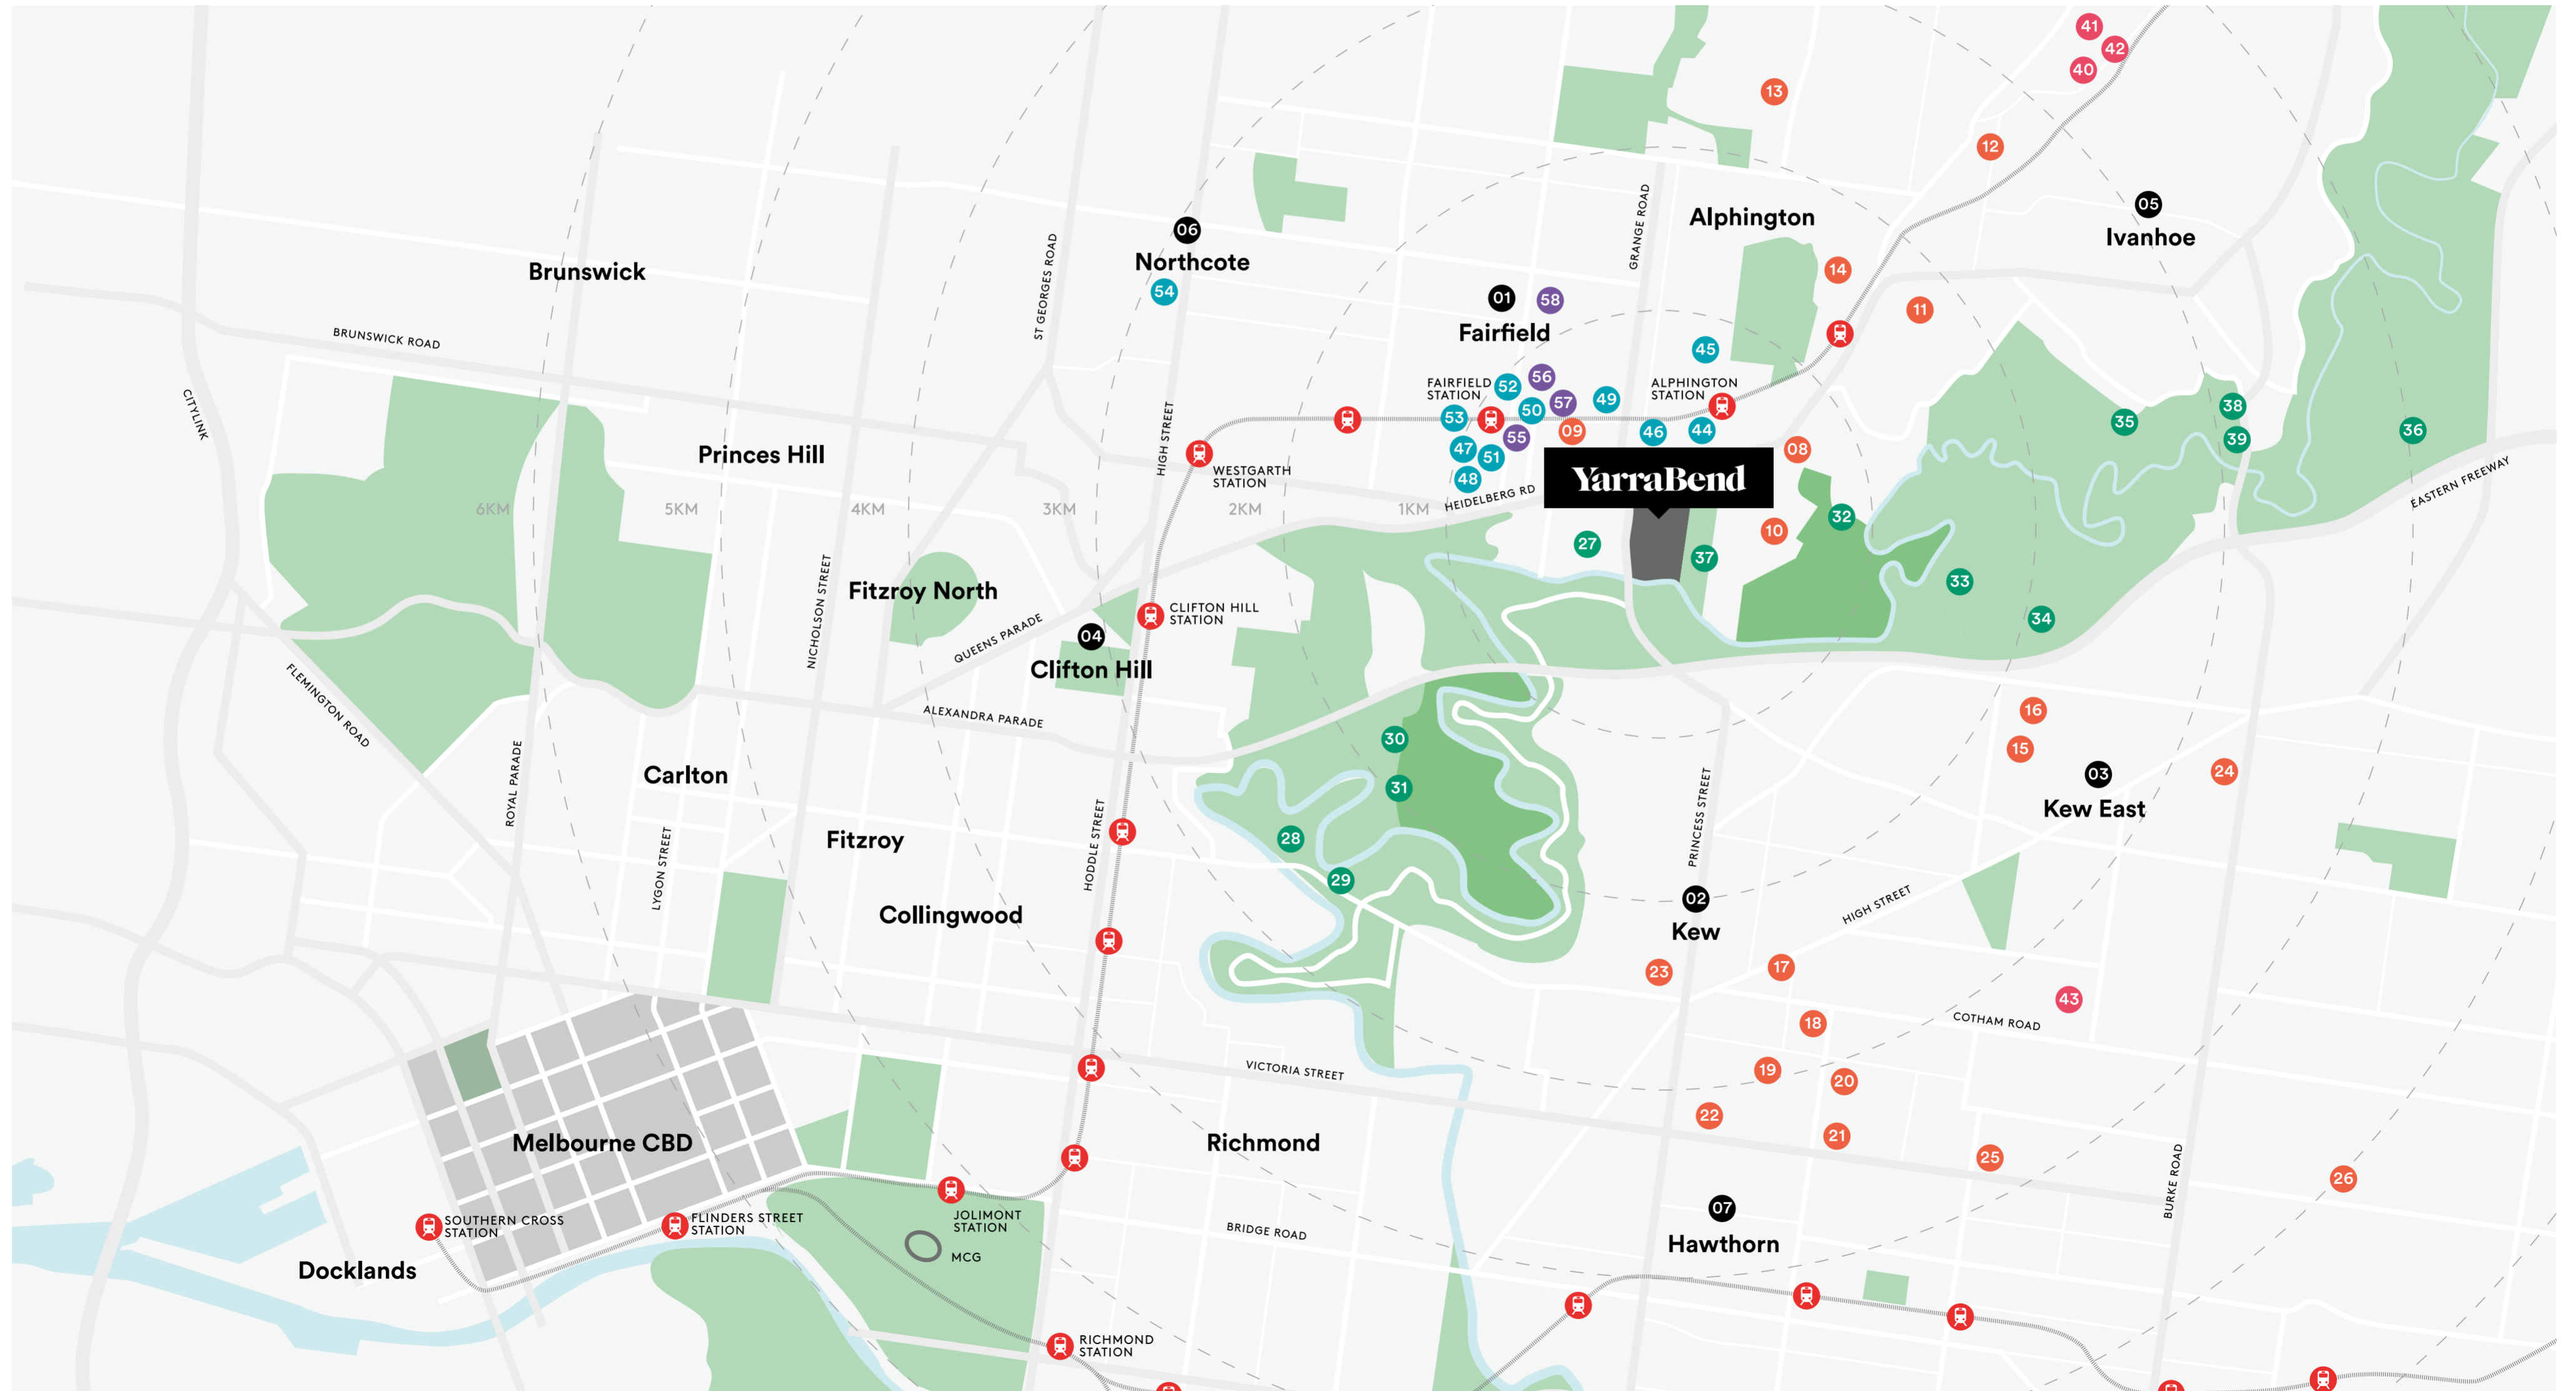 41
42
40
13
12
05
Ivanhoe
06
Northcote
54
Alphington
GRANGE ROAD
ST GEORGES ROAD
Brunswick
14
01
58
Fairfield
11
BRUNSWICK ROAD
45
CITYLINK
56
52
FAIRFIELD
STATION
ALPHINGTON
STATION
49
57
50
53
55
09
46
44
38
35
39
36
HIGH STREET
Princes Hill
47
51
48
08
WESTGARTH
STATION
YarraBend
HEIDELBERG RD
EASTERN FREEWAY
6KM
5KM
4KM
3KM
2KM
1KM
32
10
27
37
33
34
NICHOLSON STREET
Fitzroy North
CLIFTON HILL
STATION
QUEENS PARADE
04
Clifton Hill
FLEMINGTON ROAD
ALEXANDRA PARADE
16
15
30
31
03
24
Kew East
ROYAL PARADE
Carlton
PRINCESS STREET
LYGON STREET
Fitzroy
HODDLE STREET
28
29
HIGH STREET
02
Kew
Collingwood
23
17
43
18
COTHAM ROAD
VICTORIA STREET
19
20
22
21
25
26
Melbourne CBD
Richmond
BURKE ROAD
07
Hawthorn
SOUTHERN CROSS
STATION
FLINDERS STREET
STATION
JOLIMONT
STATION
MCG
BRIDGE ROAD
Docklands
RICHMOND
STATION